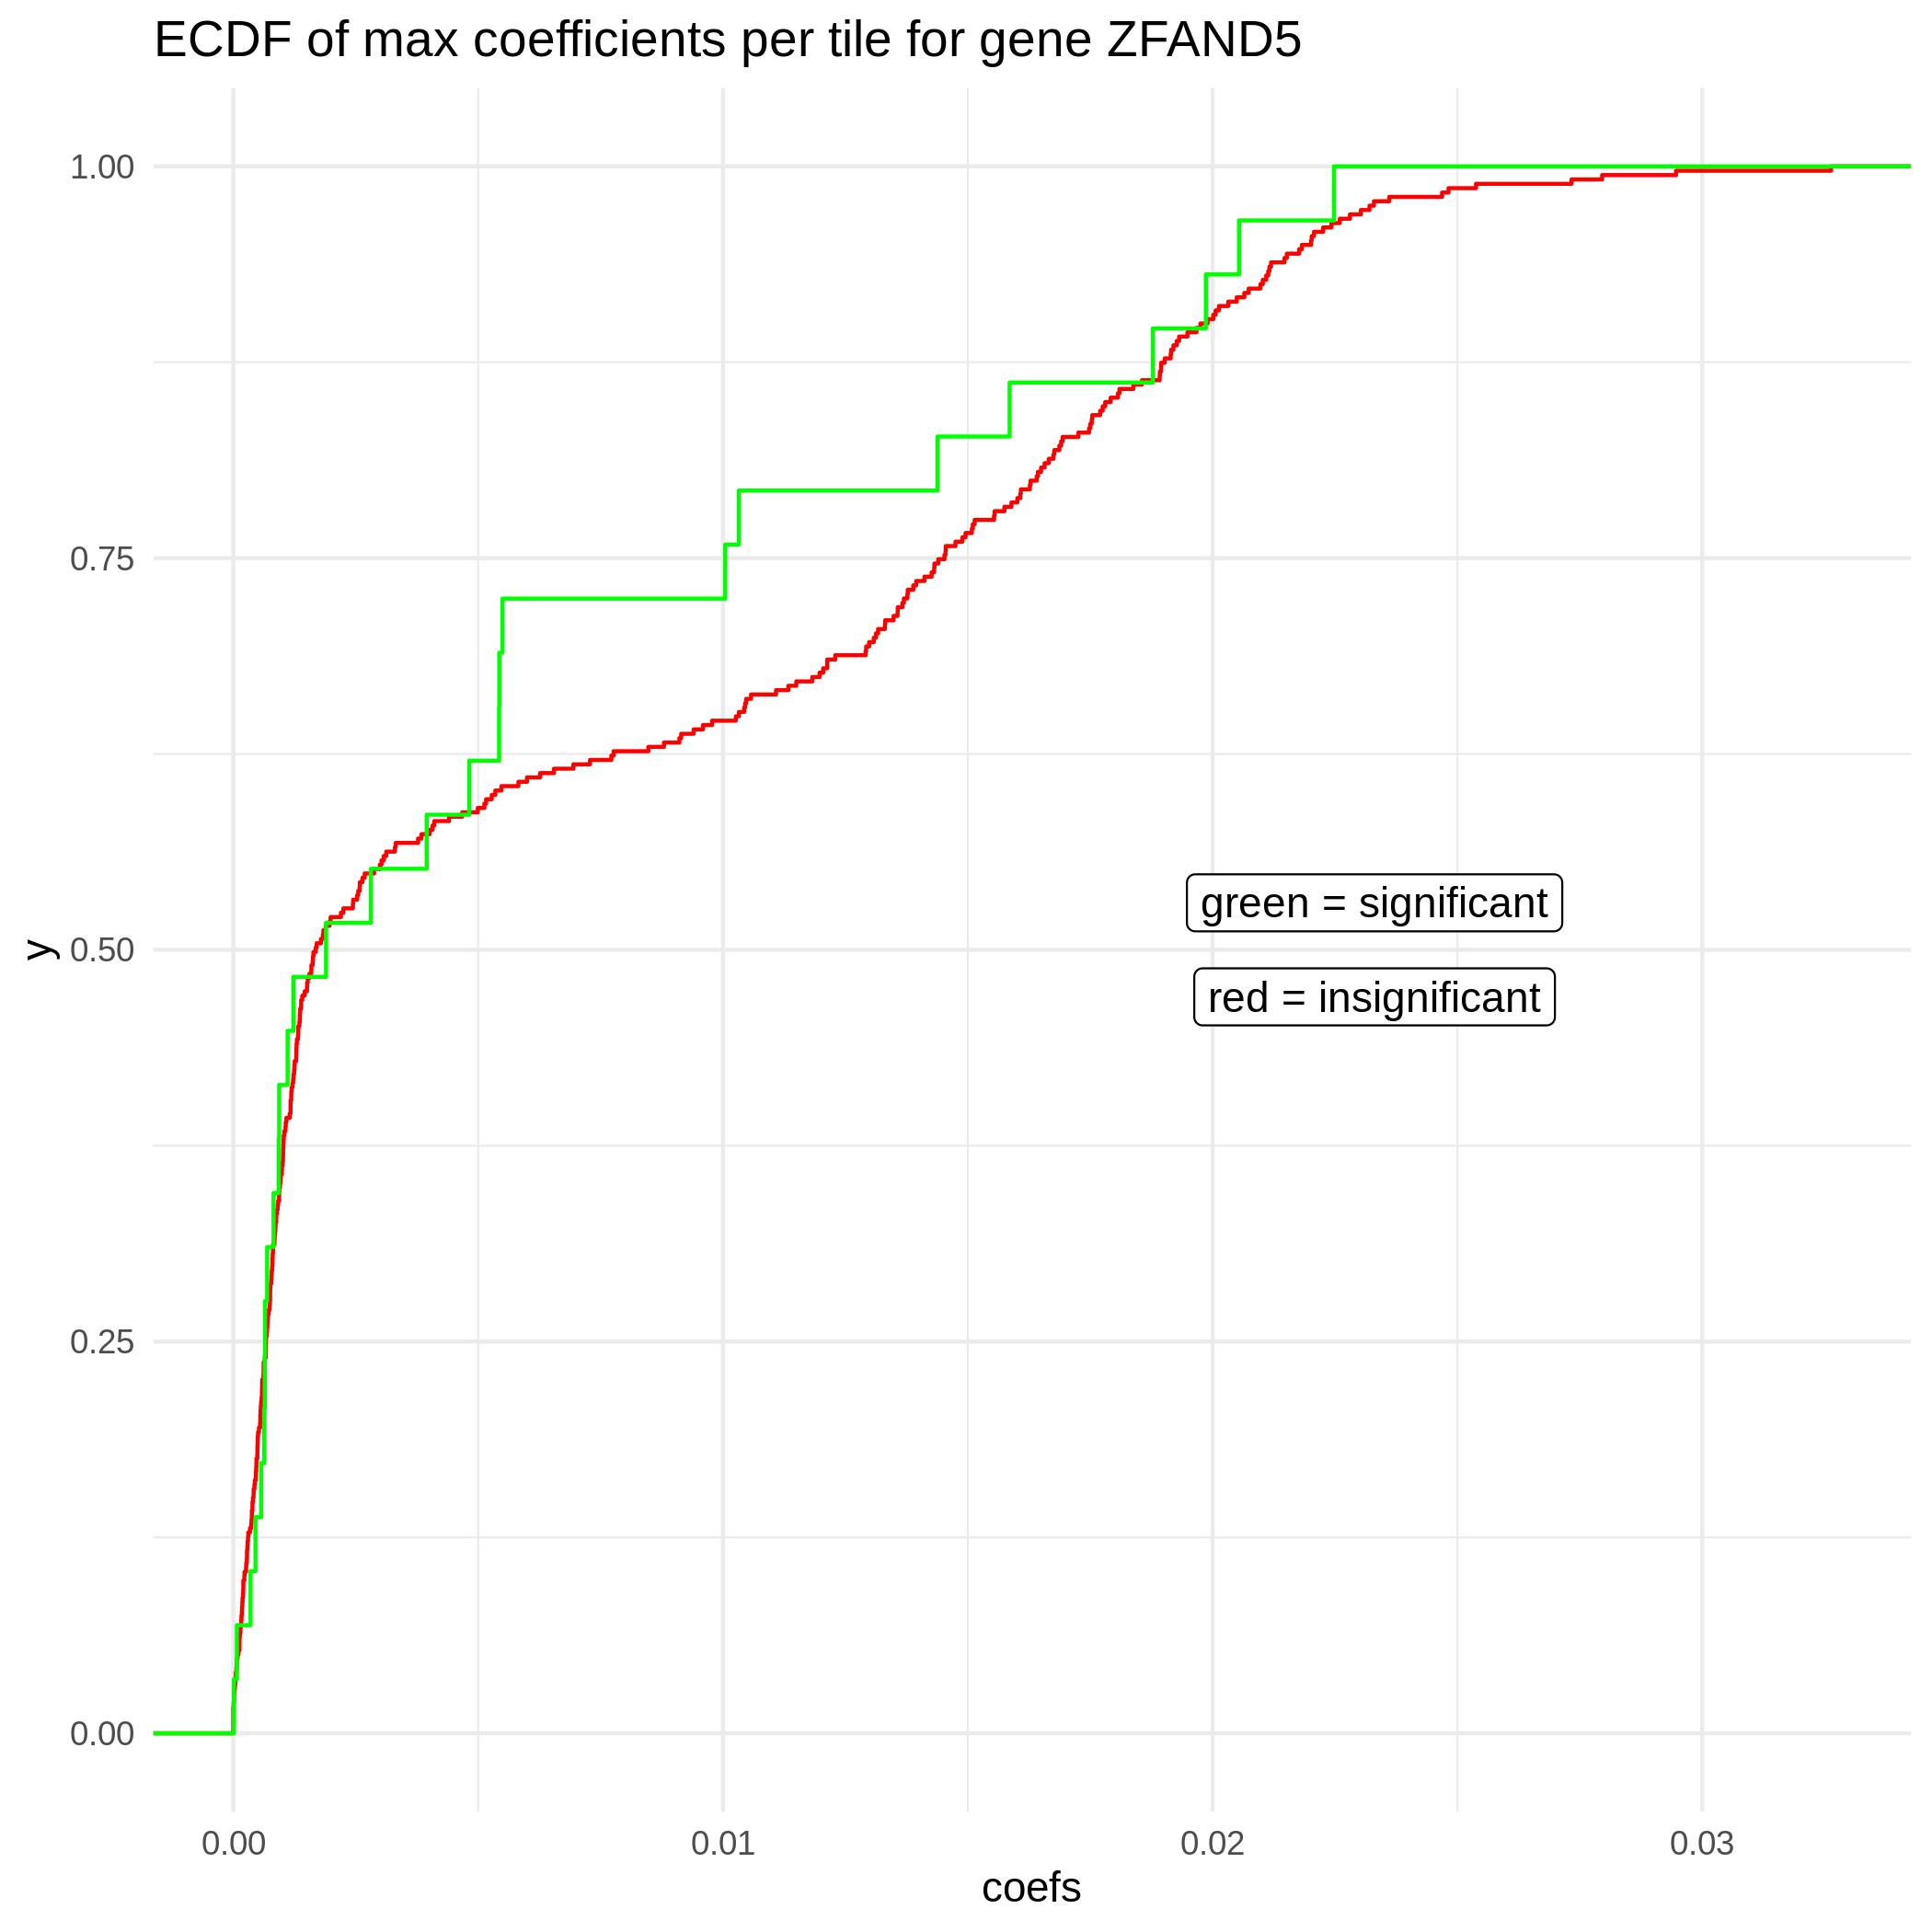 ECDF of max coefficients per tile for gene ZFAND5
1.00
0.75
green = significant
y
0.50
red = insignificant
0.25
0.00
0.00 0.01 0.02 0.03
coefs